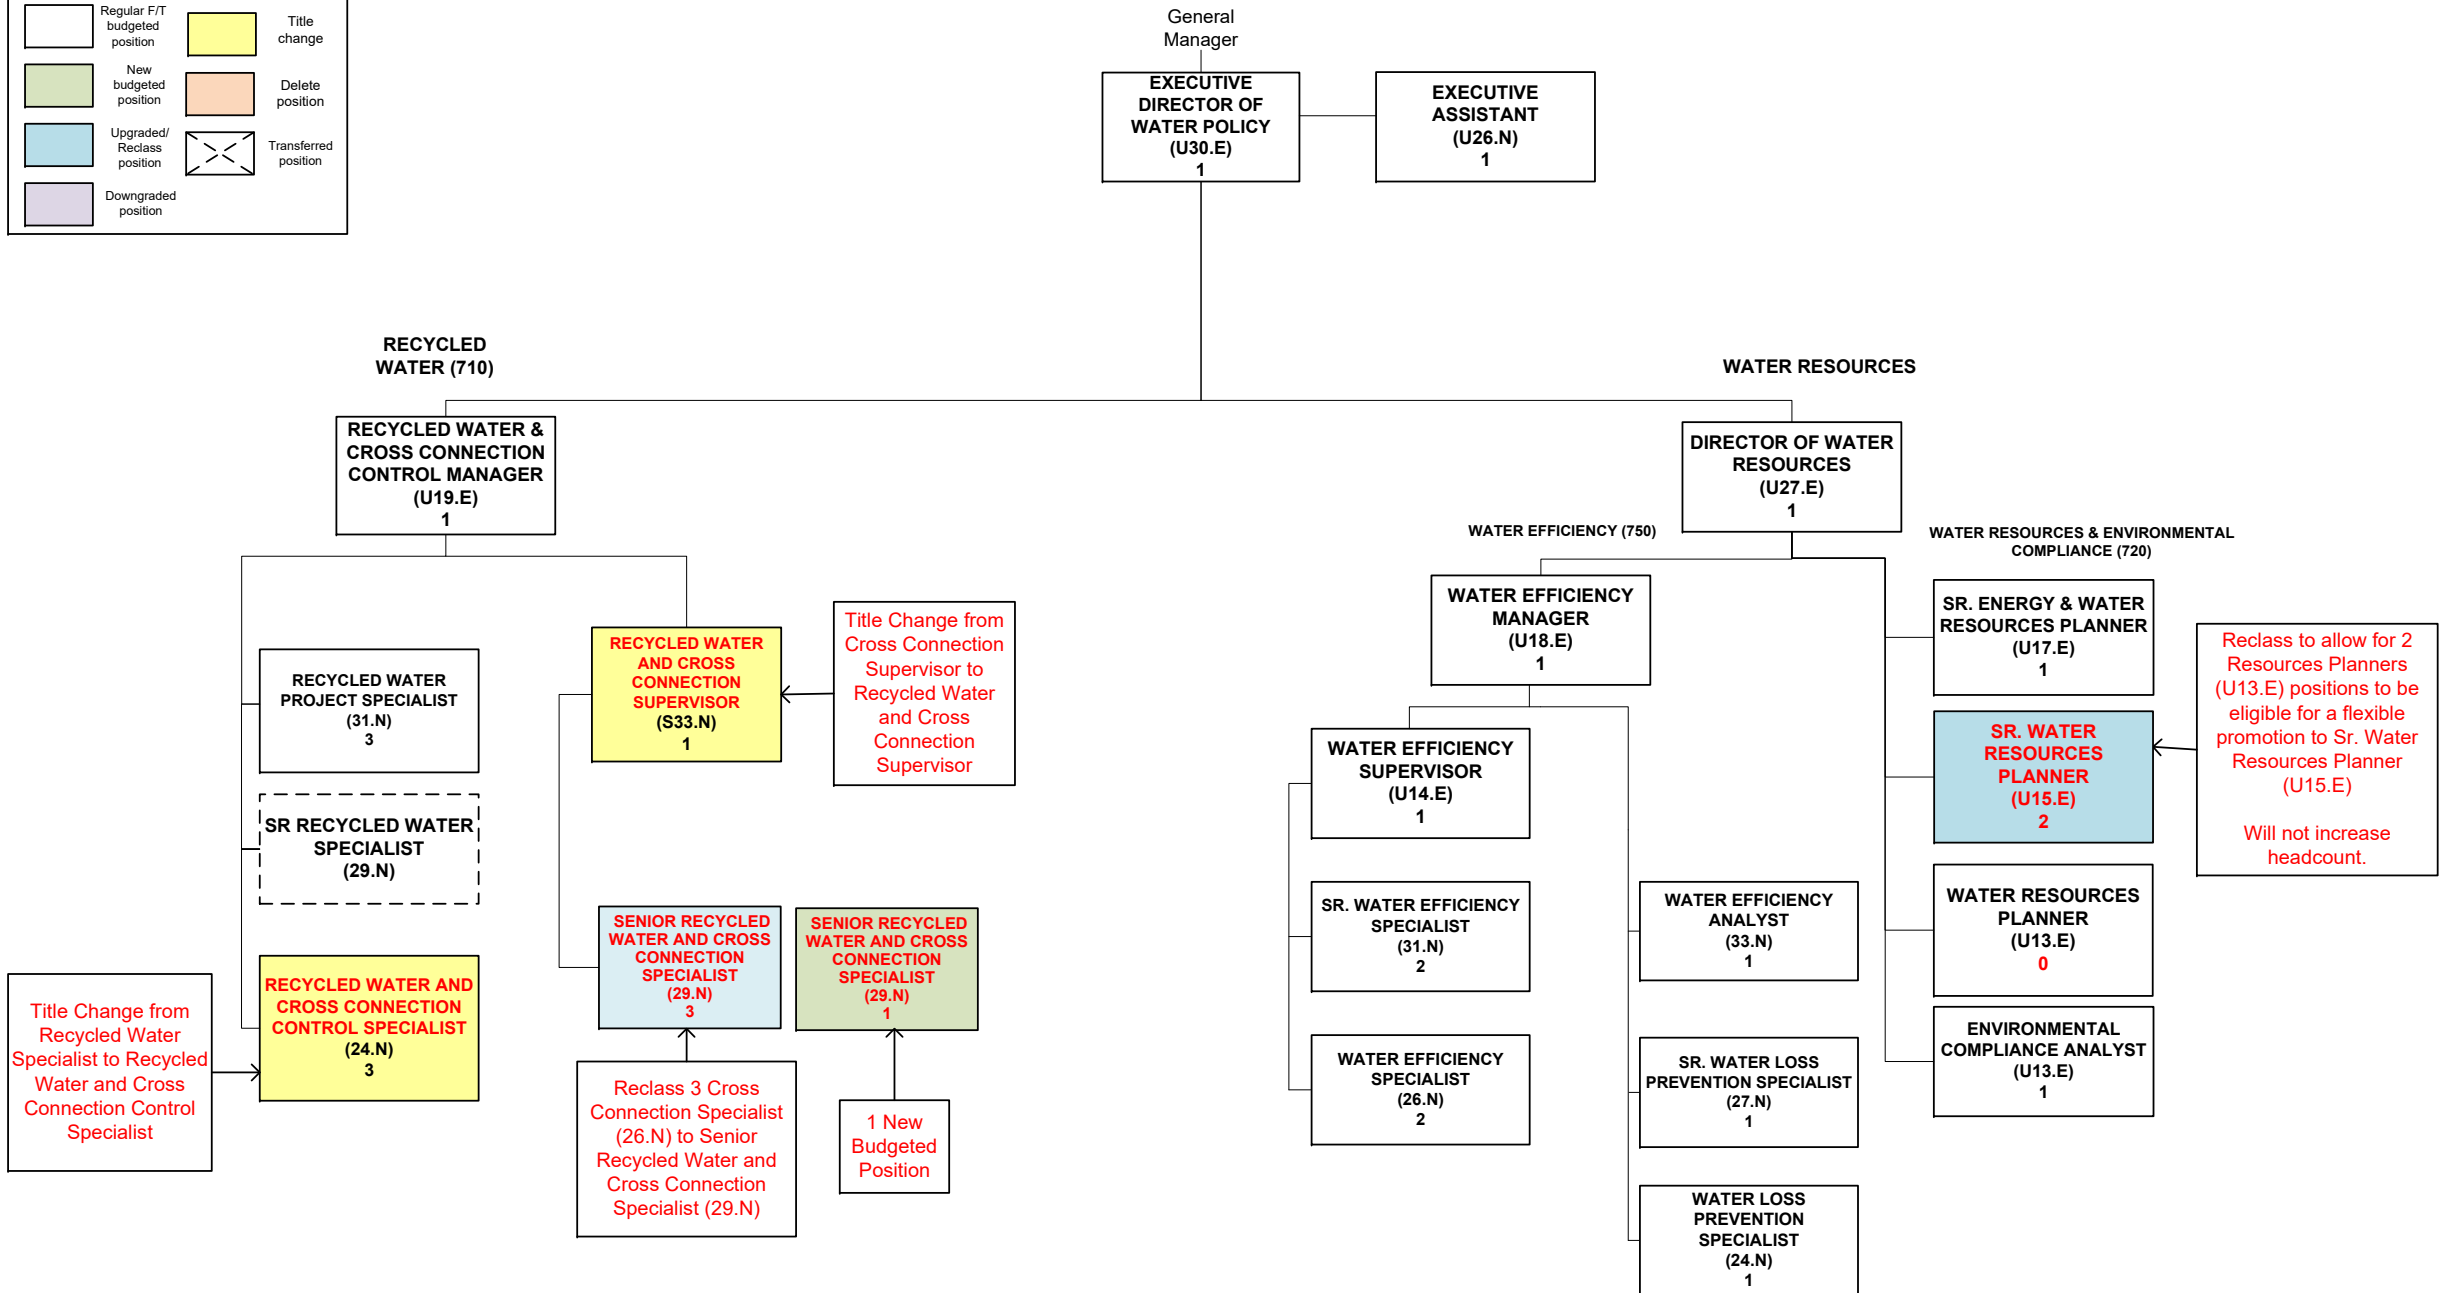 Regular F/T
budgeted
position
Title
change
New
budgeted
position
Delete
position
Upgraded/
Reclass
position
Transferred
position
Downgraded
position
General
Manager
EXECUTIVE
DIRECTOR OF
WATER POLICY
(U30.E)
1
EXECUTIVE
ASSISTANT
(U26.N)
1
RECYCLED
WATER (710)
WATER RESOURCES
RECYCLED WATER &
CROSS CONNECTION
CONTROL MANAGER
(U19.E)
1
DIRECTOR OF WATER
RESOURCES
(U27.E)
1
WATER EFFICIENCY (750)
WATER RESOURCES & ENVIRONMENTAL
COMPLIANCE (720)
RECYCLED WATER
PROJECT SPECIALIST
(31.N)
3
SR RECYCLED WATER
SPECIALIST
(29.N)
RECYCLED WATER AND
CROSS CONNECTION
CONTROL SPECIALIST
(24.N)
3
Title Change from
Recycled Water
Specialist to Recycled
Water and Cross
Connection Control
Specialist
RECYCLED WATER
AND CROSS
CONNECTION
SUPERVISOR
(S33.N)
1
Title Change from
Cross Connection
Supervisor to
Recycled Water
and Cross
Connection
Supervisor
SENIOR RECYCLED
WATER AND CROSS
CONNECTION
SPECIALIST
(29.N)
3
SENIOR RECYCLED
WATER AND CROSS
CONNECTION
SPECIALIST
(29.N)
1
Reclass 3 Cross
Connection Specialist
(26.N) to Senior
Recycled Water and
Cross Connection
Specialist (29.N)
1 New
Budgeted
Position
WATER EFFICIENCY
MANAGER
(U18.E)
1
WATER EFFICIENCY
SUPERVISOR
(U14.E)
1
SR. WATER EFFICIENCY
SPECIALIST
(31.N)
2
WATER EFFICIENCY
SPECIALIST
(26.N)
2
WATER EFFICIENCY
ANALYST
(33.N)
1
SR. WATER LOSS
PREVENTION SPECIALIST
(27.N)
1
WATER LOSS
PREVENTION
SPECIALIST
(24.N)
1
SR. ENERGY & WATER
RESOURCES PLANNER
(U17.E)
1
SR. WATER
RESOURCES
PLANNER
(U15.E)
2
Reclass to allow for 2
Resources Planners
(U13.E) positions to be
eligible for a flexible
promotion to Sr. Water
Resources Planner
(U15.E)
Will not increase
headcount.
WATER RESOURCES
PLANNER
(U13.E)
0
ENVIRONMENTAL
COMPLIANCE ANALYST
(U13.E)
1